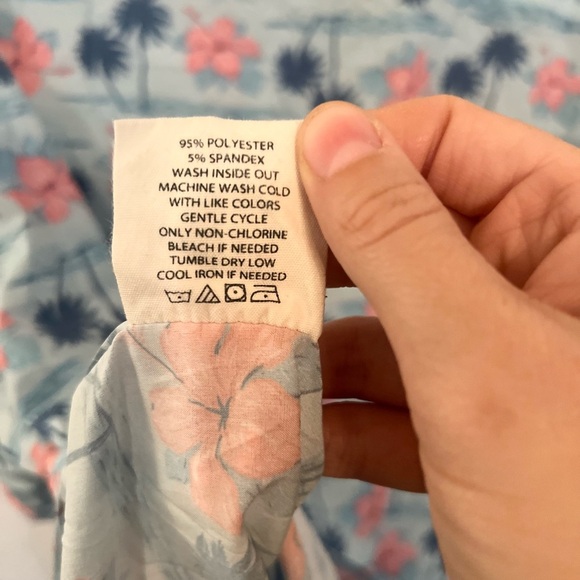 95% POLYESTER
5% SPANDEX
WASH INSIDE OUT
MACHINE WASH COLD
WITH LIKE COLORS
GENTLE CYCLE
ONLY NON-CHLORINE
BLEACH IF NEEDED
TUMBLE DRY LOW
COOL IRON IF NEEDED